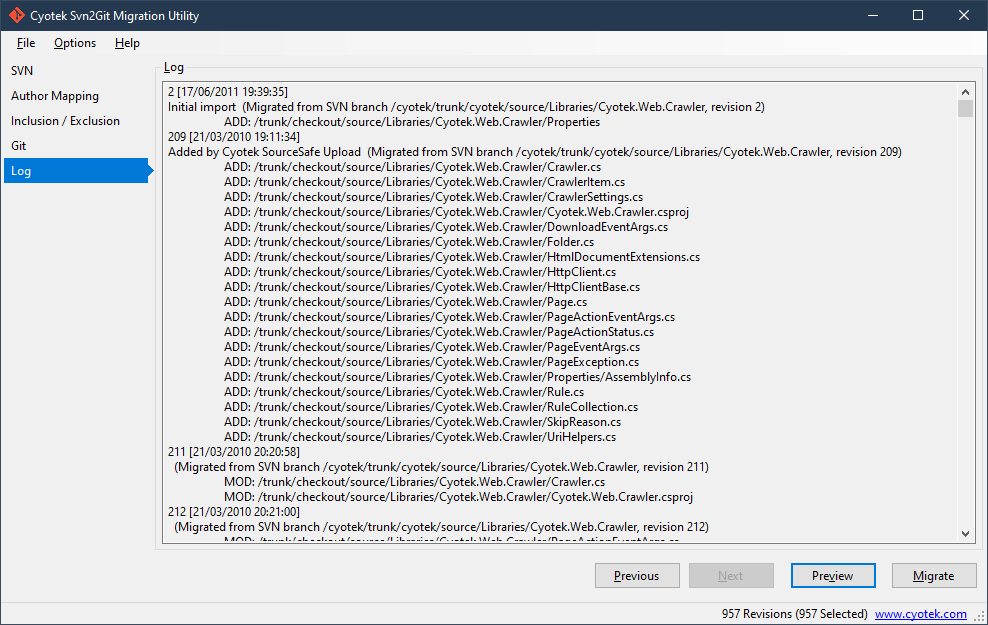 Cyotek Svn2Git Migration Utility
File Options Help
SVN
Author Mapping
Inclusion / Exclusion
Git
Log
Log
2 [17/06/2011 19:39:35]
Initial import  (Migrated from SVN branch /cyotek/trunk/cyotek/source/Libraries/Cyotek.Web.Crawler, revision 2)
ADD: /trunk/checkout/source/Libraries/Cyotek.Web.Crawler/Properties
209 [21/03/2010 19:11:34]
Added by Cyotek SourceSafe Upload  (Migrated from SVN branch /cyotek/trunk/cyotek/source/Libraries/Cyotek.Web.Crawler, revision 209)
ADD: /trunk/checkout/source/Libraries/Cyotek.Web.Crawler/Crawler.cs
ADD: /trunk/checkout/source/Libraries/Cyotek.Web.Crawler/CrawlerItem.cs
ADD: /trunk/checkout/source/Libraries/Cyotek.Web.Crawler/CrawlerSettings.cs
ADD: /trunk/checkout/source/Libraries/Cyotek.Web.Crawler/Cyotek.Web.Crawler.csproj
ADD: /trunk/checkout/source/Libraries/Cyotek.Web.Crawler/DownloadEventArgs.cs
ADD: /trunk/checkout/source/Libraries/Cyotek.Web.Crawler/Folder.cs
ADD: /trunk/checkout/source/Libraries/Cyotek.Web.Crawler/HtmlDocumentExtensions.cs
ADD: /trunk/checkout/source/Libraries/Cyotek.Web.Crawler/HttpClient.cs
ADD: /trunk/checkout/source/Libraries/Cyotek.Web.Crawler/HttpClientBase.cs
ADD: /trunk/checkout/source/Libraries/Cyotek.Web.Crawler/Page.cs
ADD: /trunk/checkout/source/Libraries/Cyotek.Web.Crawler/PageActionEventArgs.cs
ADD: /trunk/checkout/source/Libraries/Cyotek.Web.Crawler/PageActionStatus.cs
ADD: /trunk/checkout/source/Libraries/Cyotek.Web.Crawler/PageEventArgs.cs
ADD: /trunk/checkout/source/Libraries/Cyotek.Web.Crawler/PageException.cs
ADD: /trunk/checkout/source/Libraries/Cyotek.Web.Crawler/Properties/AssemblyInfo.cs
ADD: /trunk/checkout/source/Libraries/Cyotek.Web.Crawler/Rule.cs
ADD: /trunk/checkout/source/Libraries/Cyotek.Web.Crawler/RuleCollection.cs
ADD: /trunk/checkout/source/Libraries/Cyotek.Web.Crawler/SkipReason.cs
ADD: /trunk/checkout/source/Libraries/Cyotek.Web.Crawler/UriHelpers.cs
211 [21/03/2010 20:20:58]
(Migrated from SVN branch /cyotek/trunk/cyotek/source/Libraries/Cyotek.Web.Crawler, revision 211)
MOD: /trunk/checkout/source/Libraries/Cyotek.Web.Crawler/Crawler.cs
MOD: /trunk/checkout/source/Libraries/Cyotek.Web.Crawler/Cyotek.Web.Crawler.csproj
212 [21/03/2010 20:21:00]
(Migrated from SVN branch /cyotek/trunk/cyotek/source/Libraries/Cyotek.Web.Crawler, revision 212)
MOD: /trunk/checkout/source/Libraries/Cyotek.Web.Crawler/PageActionEventArgs.cs
Previous Next Preview Migrate
957 Revisions (957 Selected) www.cyotek.com